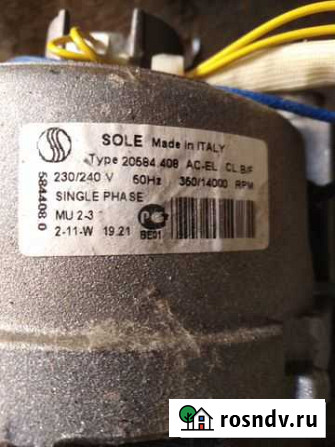 SOLE Made in ITALY
Type 20584.408 AC-EL CL.B/F
230/240 V 50Hz 350/14000 RPM
SINGLE PHASE
MU 2-3
2-11-W 19.21 BE01
584408 0
rosndv.ru